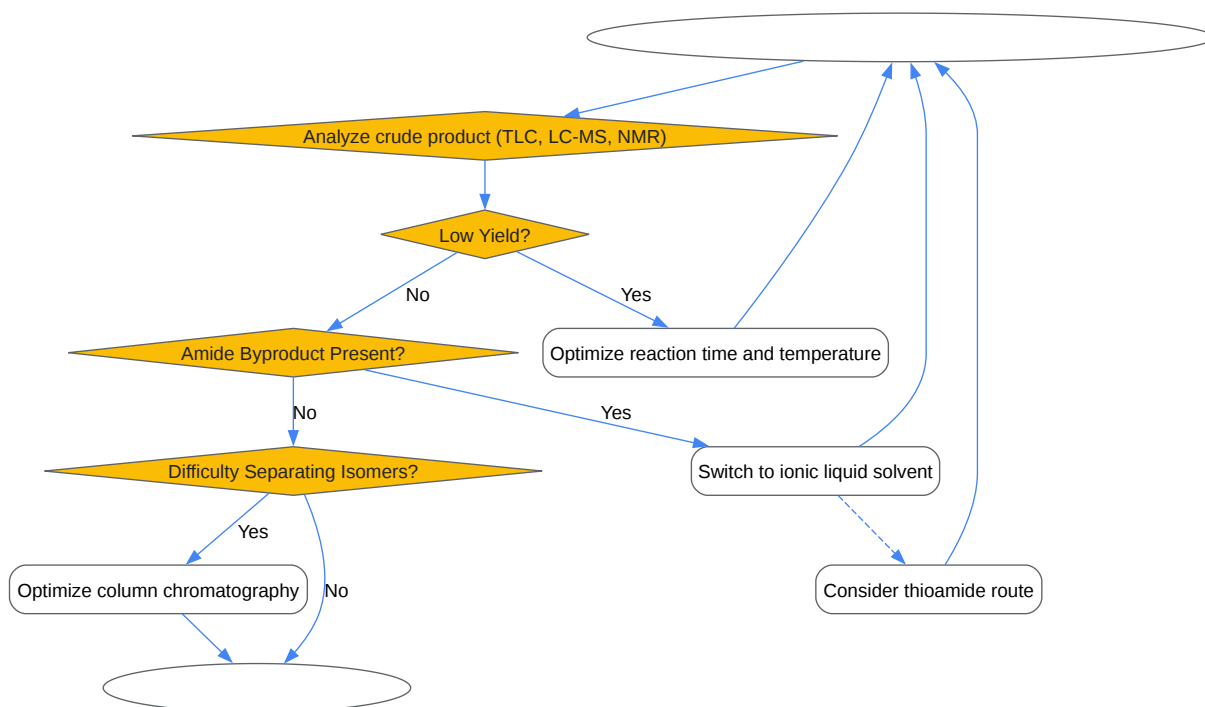 Analyze crude product (TLC, LC-MS, NMR)
Low Yield?
No
Yes
Amide Byproduct Present?
Optimize reaction time and temperature
No
Yes
Difficulty Separating Isomers?
Switch to ionic liquid solvent
Yes
Optimize column chromatography
No
Consider thioamide route